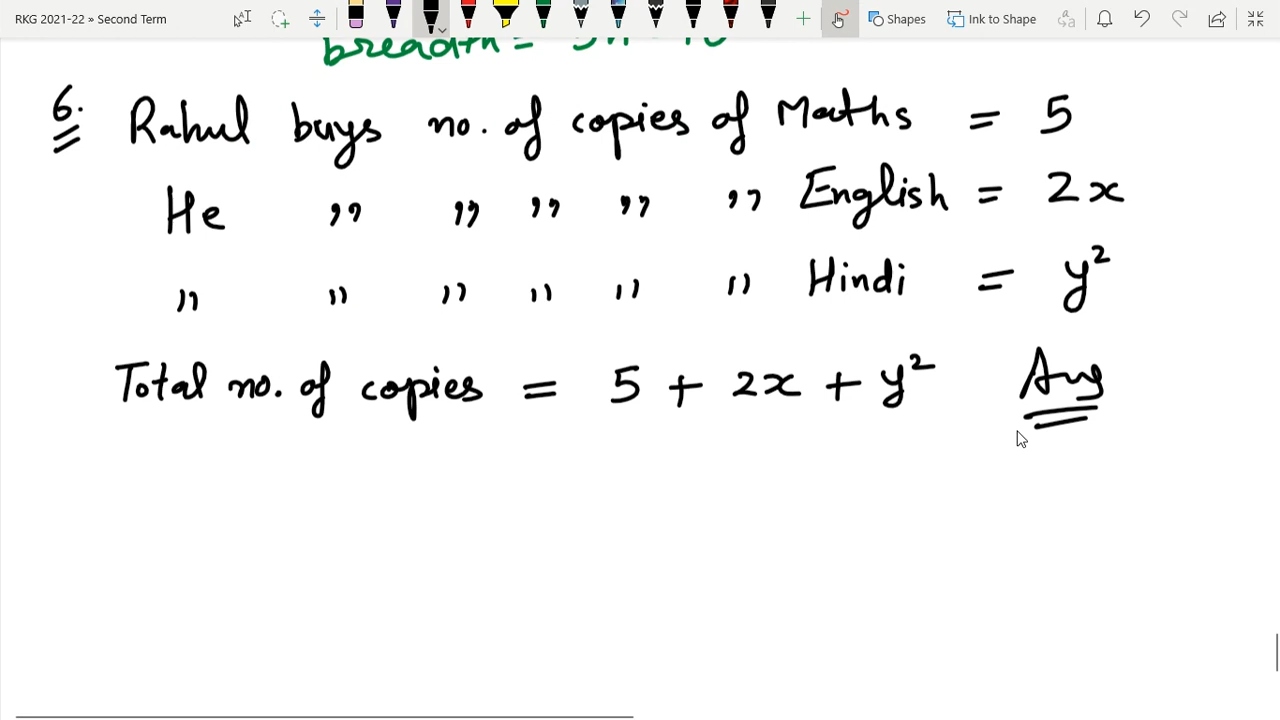 RKG 2021-22 » Second Term
Shapes
Ink to Shape
breadth =
6. Rahul buys no. of copies of Maths = 5
He ,, ,, ,, ,, ,, English = 2x
,, ,, ,, ,, ,, ,, Hindi = y²
Total no. of copies = 5 + 2x + y² Ans